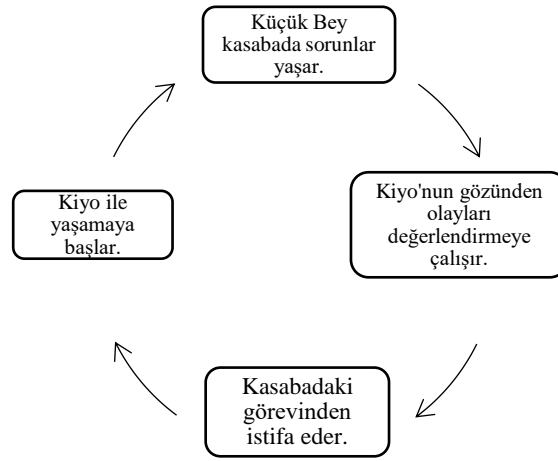 Küçük Bey
kasabada sorunlar
yaşar.
Kiyo'nun gözünden
olayları
değerlendirmeye
çalışır.
Kasabadaki
görevinden
istifa eder.
Kiyo ile
yaşamaya
başlar.